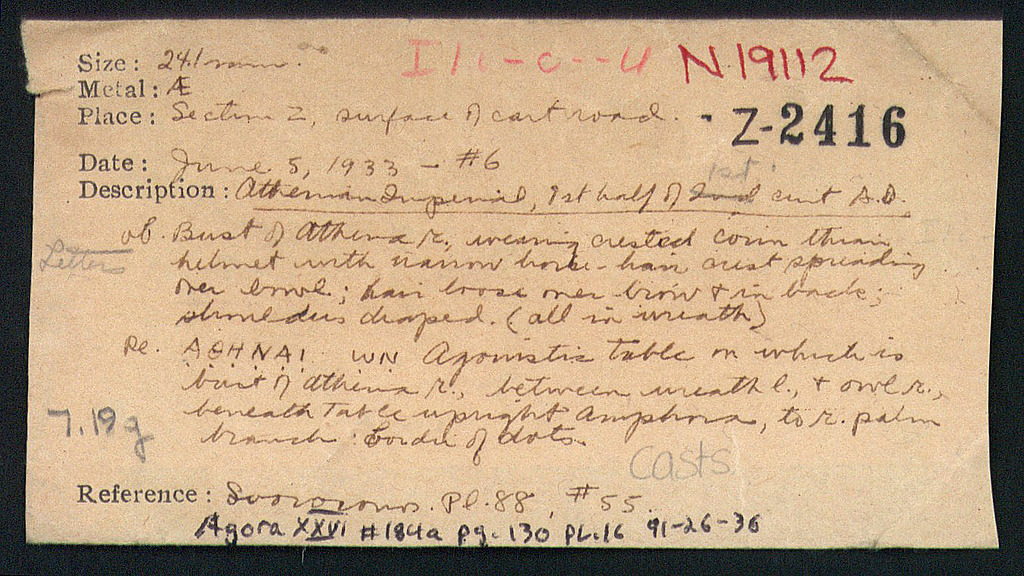 I/i-c--4 N.19112
Size: 24/mm.
Metal: Æ
Place: Section Z, surface of cart road. - Z-2416
Date: June 5, 1933 - #6
1st
Description: Athenian Imperial, 1st half of 2nd cent A.D.
ob. Bust of Athena r., wearing crested corinthian
Letters
helmet with narrow horse-hair crest spreading
over bowl; hair loose over brow & in back;
shoulders draped. (all in wreath)
Re. ΑΘΗΝΑΙ ωΝ Agonistic table on which is
bust of Athena r., between wreath l., & owl r.,
beneath table upright amphora, to r. palm
7.19g
branch: border of dots.
casts
Reference: Svoronos. Pl. 88, #55.
Agora XXVI #184a pg. 130 PL.16 91-26-36